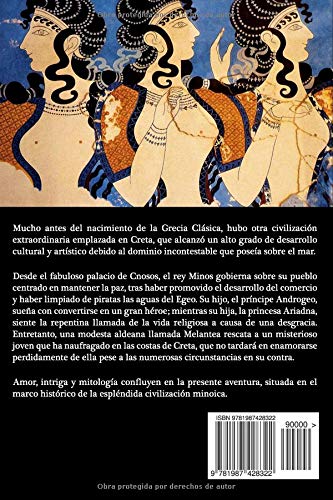 Obra protegida por derechos de autor
Mucho antes del nacimiento de la Grecia Clásica, hubo otra civilización
extraordinaria emplazada en Creta, que alcanzó un alto grado de desarrollo
cultural y artístico debido al dominio incontestable que poseía sobre el mar.
Desde el fabuloso palacio de Cnosos, el rey Minos gobierna sobre su pueblo
centrado en mantener la paz, tras haber promovido el desarrollo del comercio
y haber limpiado de piratas las aguas del Egeo. Su hijo, el príncipe Androgeo,
sueña con convertirse en un gran héroe; mientras su hija, la princesa Ariadna,
siente la repentina llamada de la vida religiosa a causa de una desgracia.
Entretanto, una modesta aldeana llamada Melantea rescata a un misterioso
joven que ha naufragado en las costas de Creta, que no tardará en enamorarse
perdidamente de ella pese a las numerosas circunstancias en su contra.
Amor, intriga y mitología confluyen en la presente aventura, situada en el
marco histórico de la espléndida civilización minoica.
ISBN 9781987428322
90000 >
9 781987 428322
Obra protegida por derechos de autor